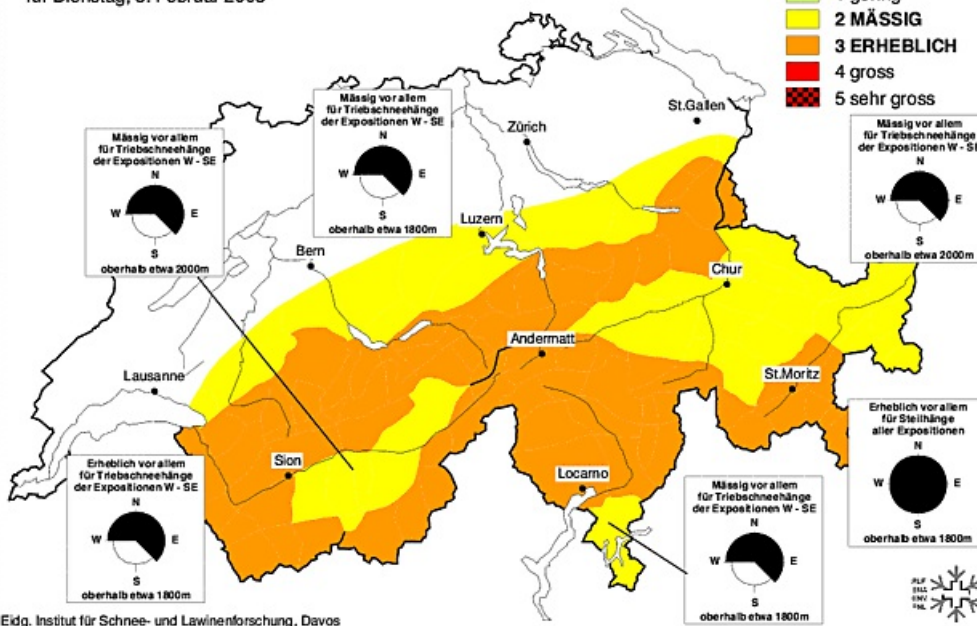 2 MÄSSIG
3 ERHEBLICH
4 gross
5 sehr gross
St.Gallen
Zürich
Mässig vor allem
für Triebschneehänge
der Expositionen W - SE
N
W E
S
oberhalb etwa 1800m
Mässig vor allem
für Triebschneehänge
der Expositionen W - SE
N
W E
S
oberhalb etwa 2000m
Mässig vor allem
für Triebschneehänge
der Expositionen W - SE
N
W E
S
oberhalb etwa 2000m
Luzern
Bern
Chur
Andermatt
Lausanne
St.Moritz
Sion
Locarno
Erheblich vor allem
für Steilhänge
aller Expositionen
N
W E
S
oberhalb etwa 1800m
Erheblich vor allem
für Triebschneehänge
der Expositionen W - SE
N
W E
S
oberhalb etwa 1800m
Mässig vor allem
für Triebschneehänge
der Expositionen W - SE
N
W E
S
oberhalb etwa 1800m
SLF
Eidg. Institut für Schnee- und Lawinenforschung, Davos